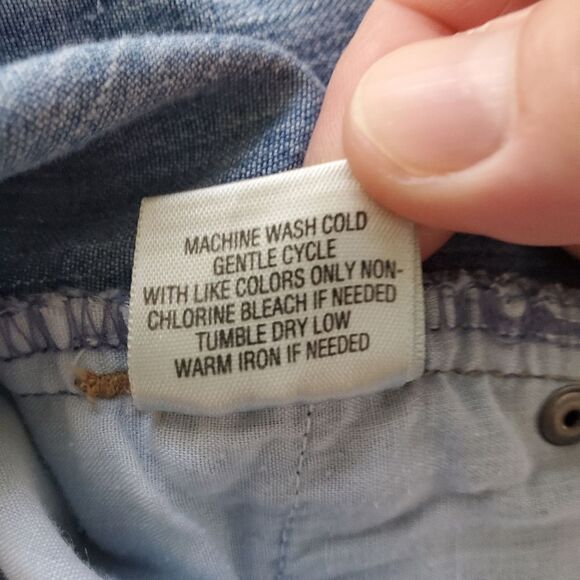 MACHINE WASH COLD
GENTLE CYCLE
WITH LIKE COLORS ONLY NON-
CHLORINE BLEACH IF NEEDED
TUMBLE DRY LOW
WARM IRON IF NEEDED